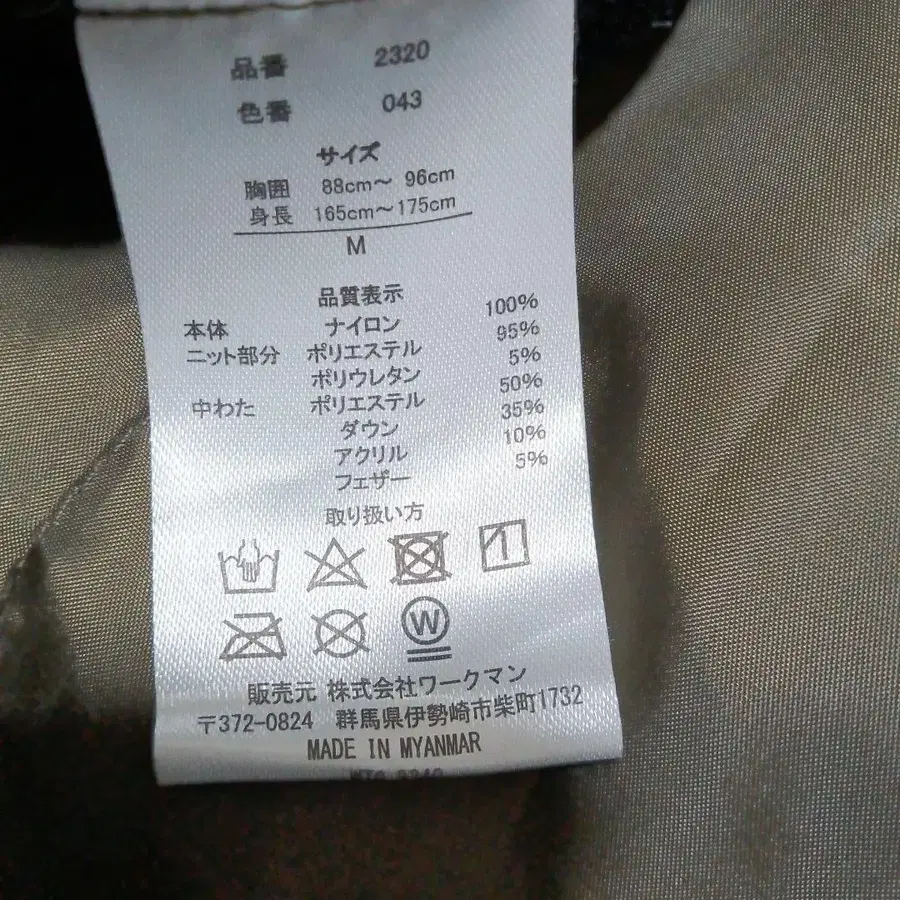 品番 2320
色番 043
サイズ
胸囲 88cm～ 96cm
身長 165cm～175cm
M
品質表示
本体 ナイロン 100%
ニット部分 ポリエステル 95%
ポリウレタン 5%
中わた ポリエステル 50%
ダウン 35%
アクリル 10%
フェザー 5%
取り扱い方
1
W
販売元 株式会社ワークマン
〒372-0824 群馬県伊勢崎市柴町1732
MADE IN MYANMAR